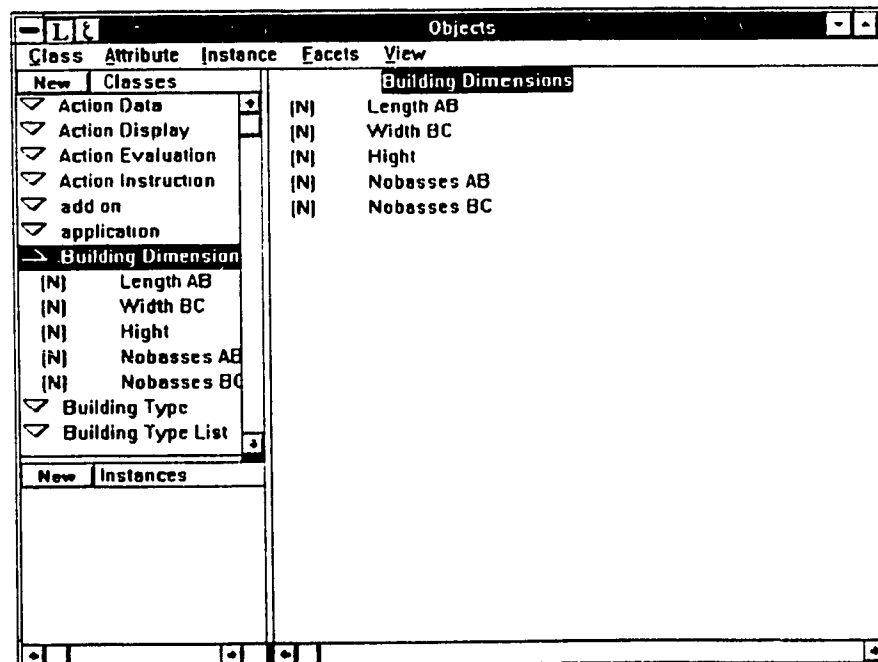 Objects
Class Attribute Instance Facets View
New Classes
Action Data
Action Display
Action Evaluation
Action Instruction
add on
application
Building Dimension
[N] Length AB
[N] Width BC
[N] Hight
[N] Nobasses AB
[N] Nobasses BC
Building Type
Building Type List
New Instances
Building Dimensions
[N] Length AB
[N] Width BC
[N] Hight
[N] Nobasses AB
[N] Nobasses BC